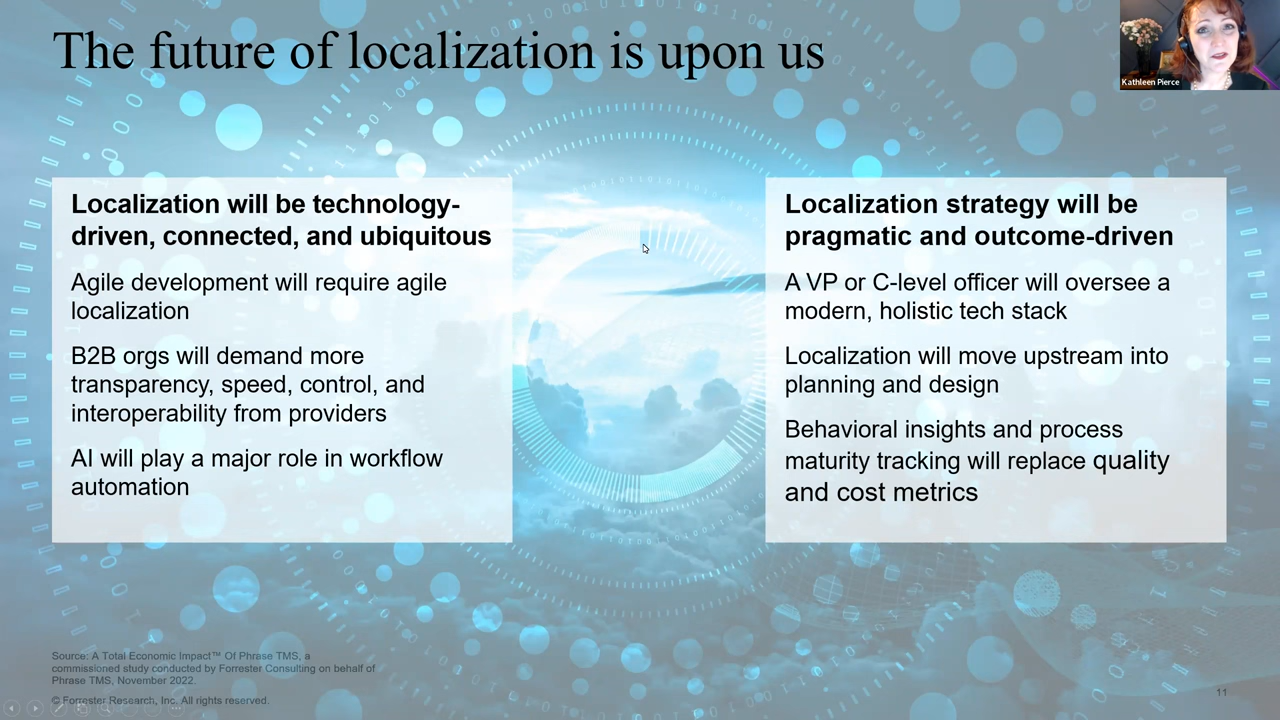 The future of localization is upon us
Kathleen Pierce
Localization will be technology-
driven, connected, and ubiquitous
Agile development will require agile
localization
B2B orgs will demand more
transparency, speed, control, and
interoperability from providers
AI will play a major role in workflow
automation
Localization strategy will be
pragmatic and outcome-driven
A VP or C-level officer will oversee a
modern, holistic tech stack
Localization will move upstream into
planning and design
Behavioral insights and process
maturity tracking will replace quality
and cost metrics
Source: A Total Economic Impact™ Of Phrase TMS, a
commissioned study conducted by Forrester Consulting on behalf of
Phrase TMS, November 2022.
© Forrester Research, Inc. All rights reserved.
11